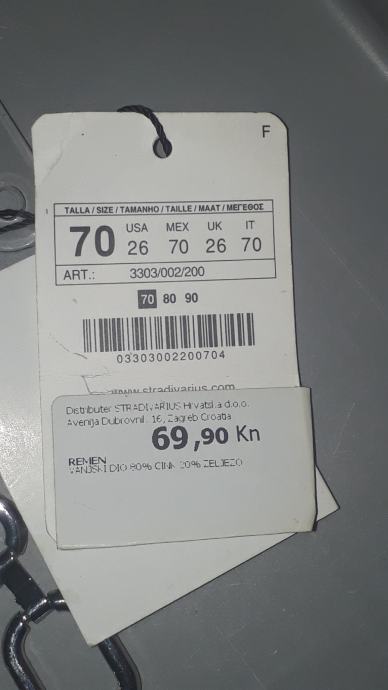 F
TALLA / SIZE / TAMANHO / TAILLE / MAAT / ΜΕΓΕΘΟΣ
70 USA MEX UK IT
26 70 26 70
ART.: 3303/002/200
70 80 90
03303002200704
www.stradivarius.com
Distributer STRADIVARIUS Hrvatska d.o.o.
Avenija Dubrovnik 16, Zagreb Croatia
69,90 Kn
REMEN
VANJSKI DIO 80% CINK 20% ZELJEZO